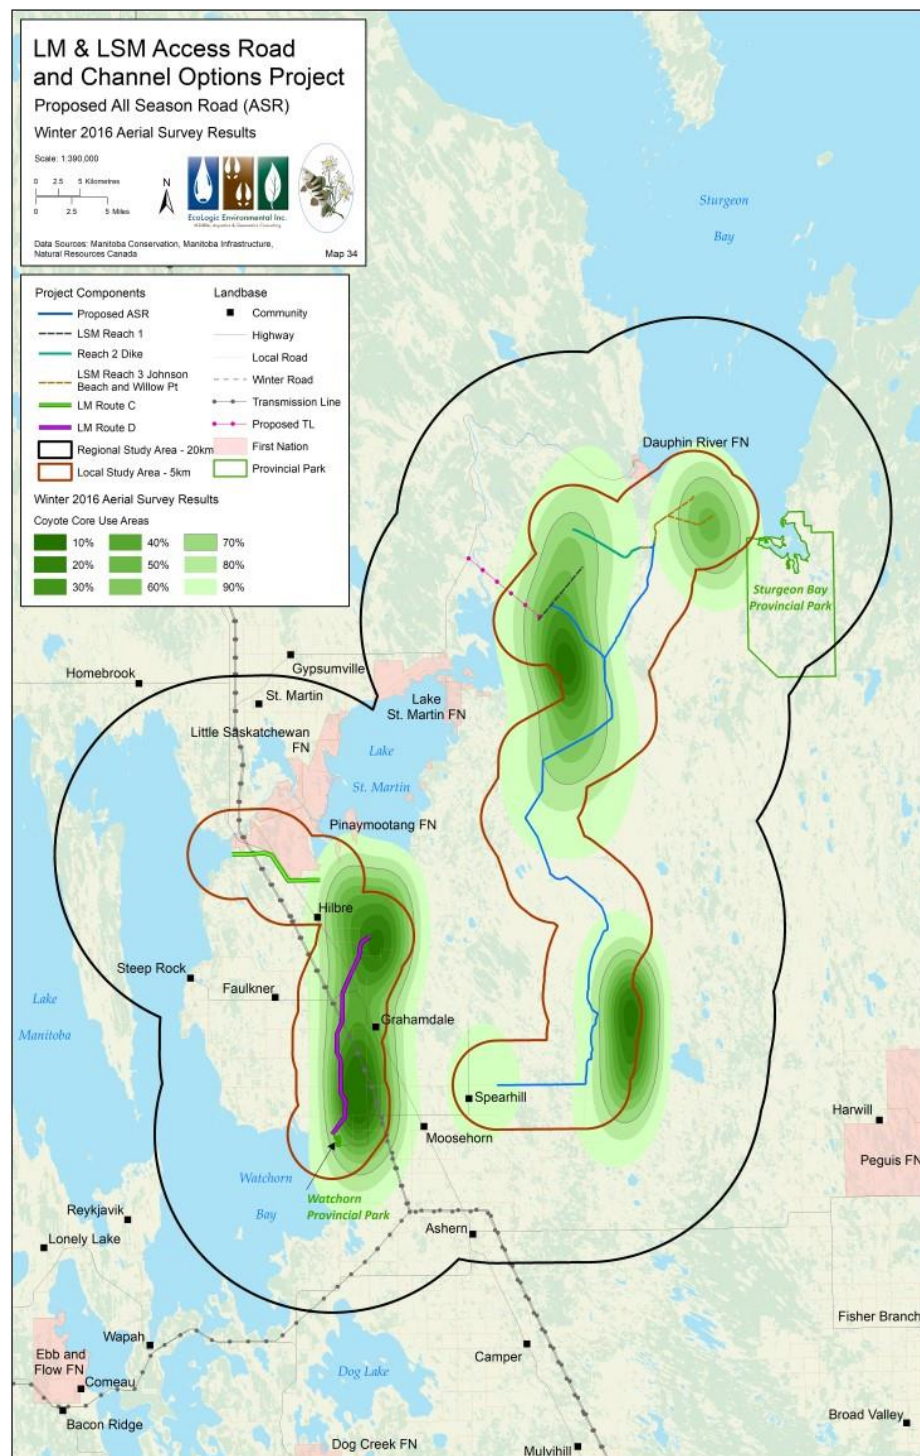 LM & LSM Access Road
and Channel Options Project
Proposed All Season Road (ASR)
Winter 2016 Aerial Survey Results
Scale: 1:390,000
0 2.5 5 Kilometres
0 2.5 5 Miles
N
EcoLogic Environmental Inc.
Data Sources: Manitoba Conservation, Manitoba Infrastructure,
Natural Resources Canada
Map 34
Project Components
Proposed ASR
LSM Reach 1
Reach 2 Dike
LSM Reach 3 Johnson
Beach and Willow Pt
LM Route C
LM Route D
Regional Study Area - 20km
Local Study Area - 5km
Landbase
Community
Highway
Local Road
Winter Road
Transmission Line
Proposed TL
First Nation
Provincial Park
Winter 2016 Aerial Survey Results
Coyote Core Use Areas
10% 40% 70%
20% 50% 80%
30% 60% 90%
Sturgeon
Bay
Dauphin River FN
Sturgeon Bay
Provincial Park
Gypsumville
Homebrook
St. Martin
Lake
St. Martin FN
Little Saskatchewan
FN
Lake
St. Martin
Pinaymootang FN
Hilbre
Steep Rock
Faulkner
Lake
Manitoba
Grahamdale
Spearhill
Harwill
Moosehorn
Peguis FN
Watchorn
Bay
Watchorn
Provincial Park
Reykjavik
Ashern
Lonely Lake
Fisher Branch
Wapah
Ebb and
Flow FN
Camper
Dog Lake
Comeau
Bacon Ridge
Broad Valley
Dog Creek FN
Mulvihill